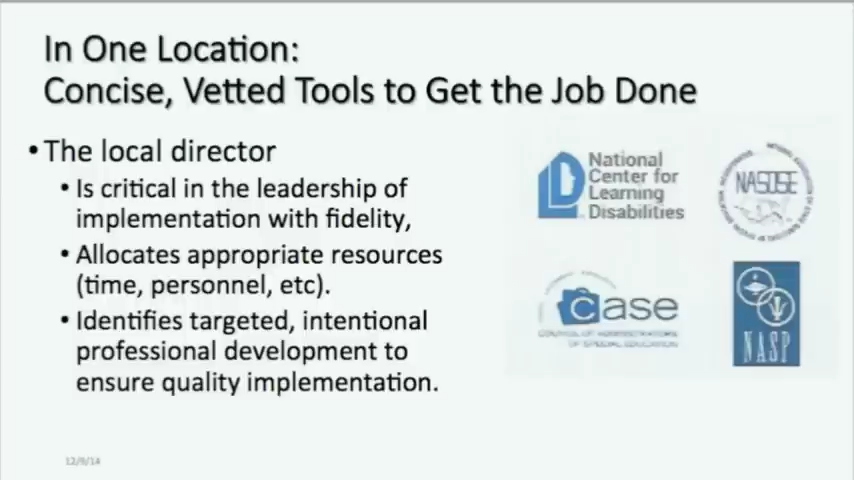 In One Location:
Concise, Vetted Tools to Get the Job Done
• The local director
• Is critical in the leadership of
implementation with fidelity,
• Allocates appropriate resources
(time, personnel, etc).
• Identifies targeted, intentional
professional development to
ensure quality implementation.
National
Center for
Learning
Disabilities
LD
NASDSE
case
COUNCIL OF ADMINISTRATORS
OF SPECIAL EDUCATION
NASP
12/9/14